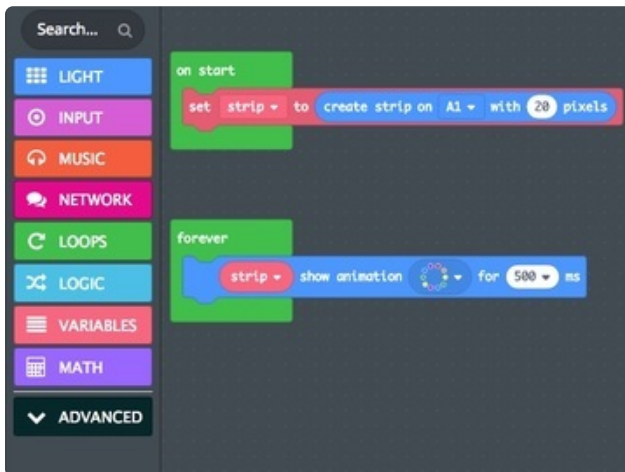 Search...
LIGHT
INPUT
MUSIC
NETWORK
LOOPS
LOGIC
VARIABLES
MATH
ADVANCED
on start
set strip to create strip on A1 with 20 pixels
forever
strip show animation for 500 ms